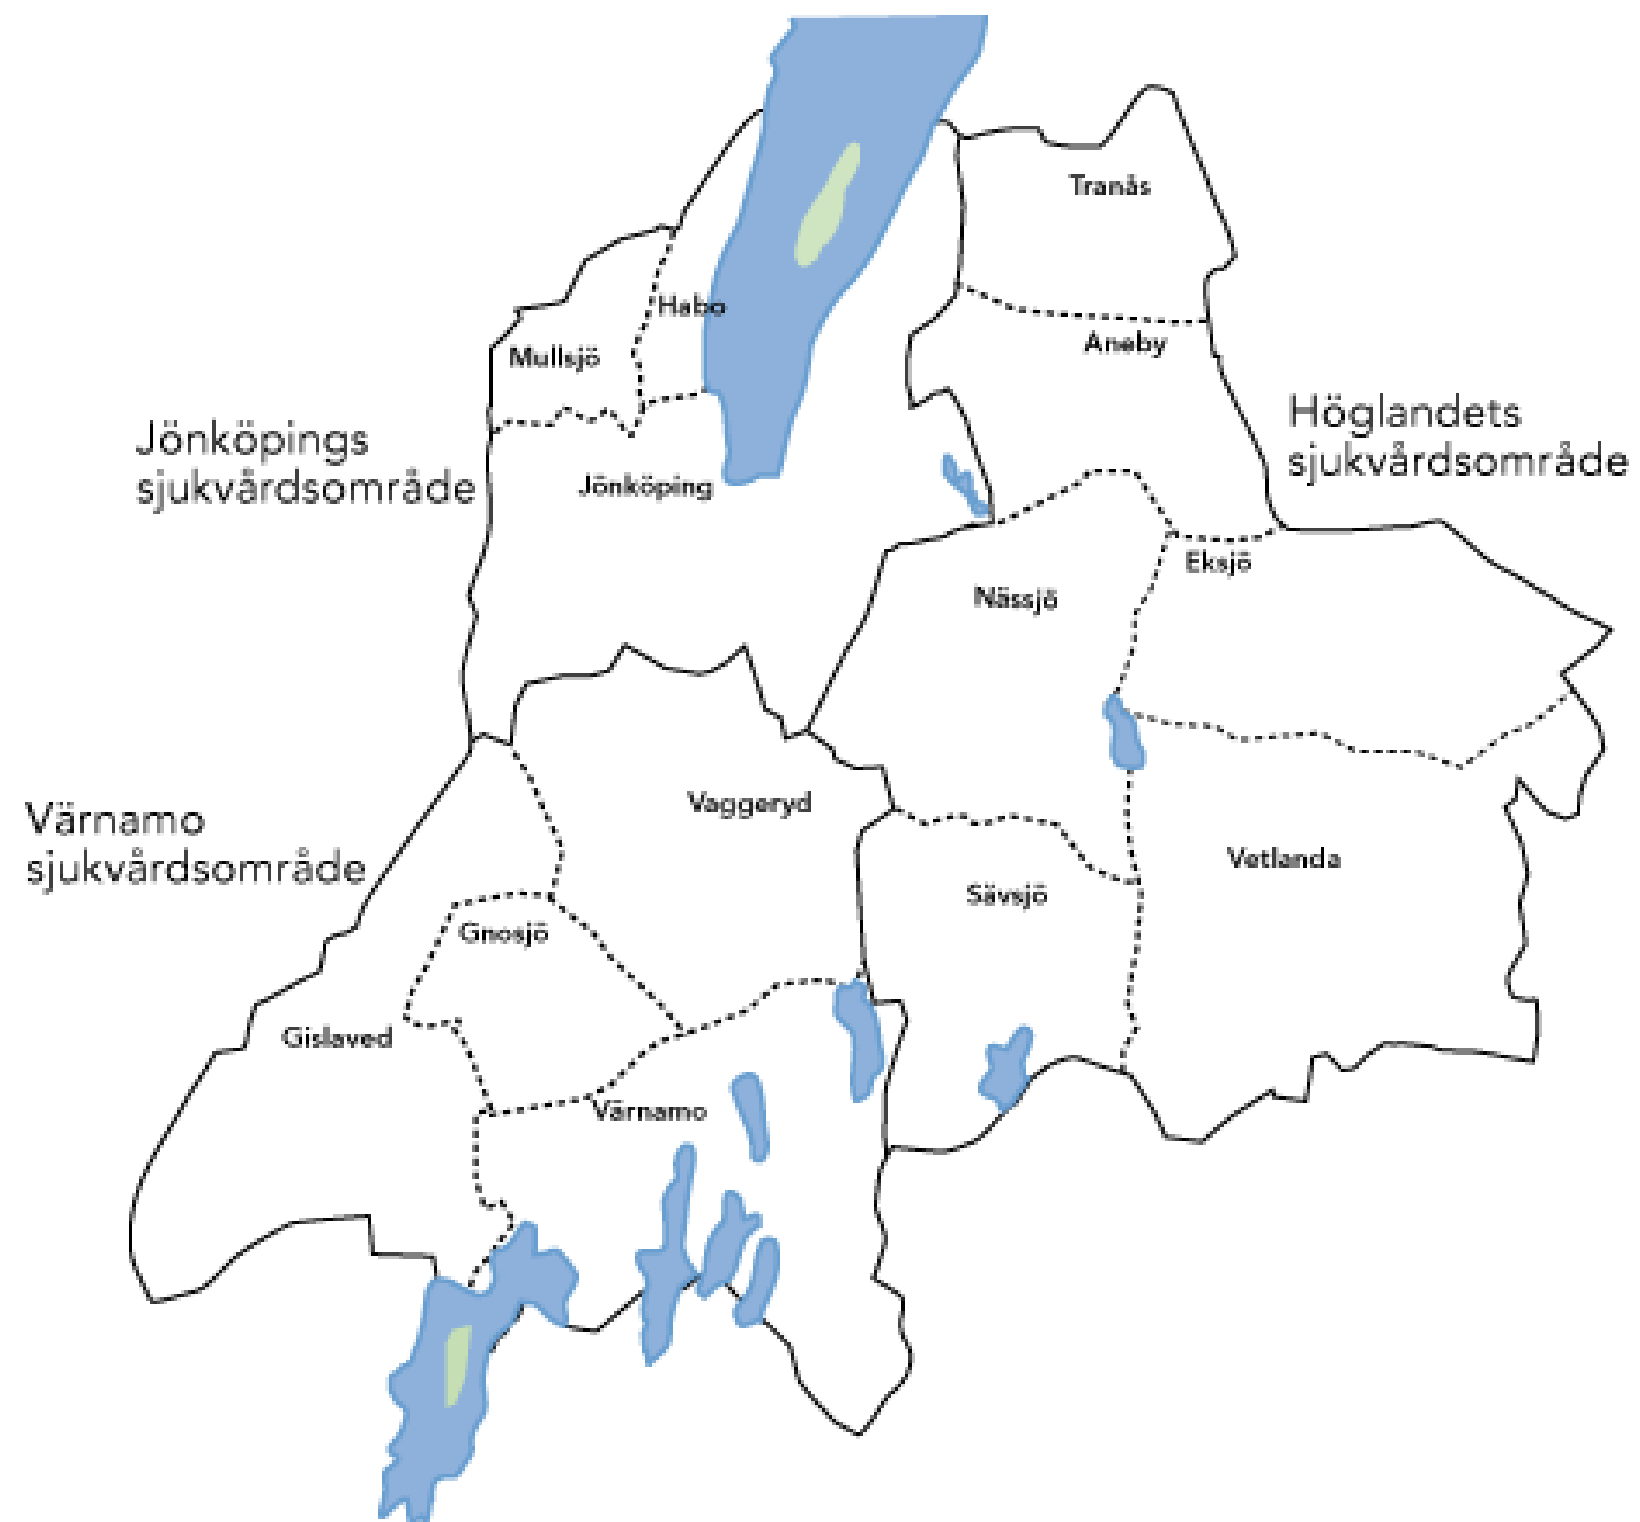 Tranås
Habo
Aneby
Mullsjö
Höglandets
sjukvårdsområde
Jönköpings
sjukvårdsområde
Jönköping
Eksjö
Nässjö
Vaggeryd
Värnamo
sjukvårdsområde
Vetlanda
Sävsjö
Gnosjö
Gislaved
Värnamo